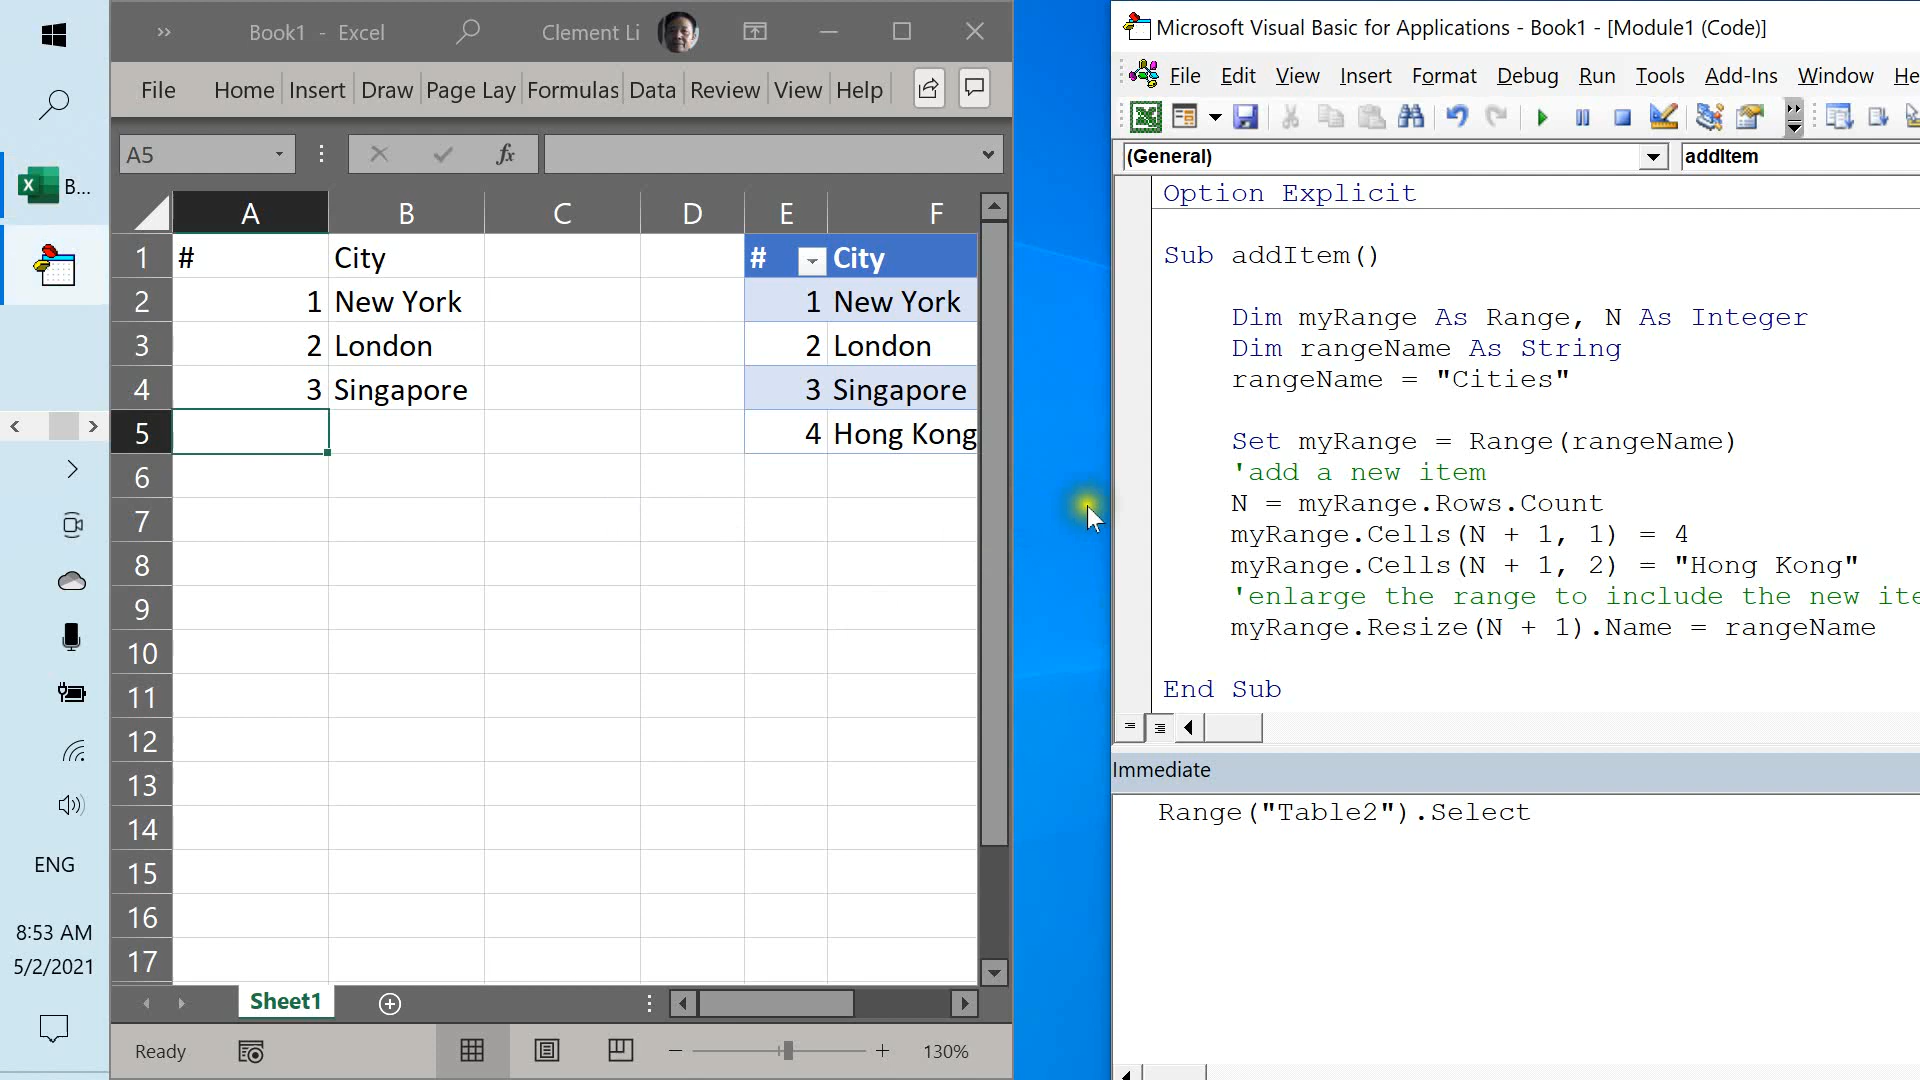 Book1 - Excel
Clement Li
File Home Insert Draw Page Lay Formulas Data Review View Help
A5
fx
A B C D E F
1 # City # City
2 1 New York 1 New York
3 2 London 2 London
4 3 Singapore 3 Singapore
5 4 Hong Kong
6
7
8
9
10
11
12
13
14
15
16
17
Sheet1
Ready
130%
B...
ENG
8:53 AM
5/2/2021
Microsoft Visual Basic for Applications - Book1 - [Module1 (Code)]
File Edit View Insert Format Debug Run Tools Add-Ins Window He
(General) addItem
Option Explicit
Sub addItem()
Dim myRange As Range, N As Integer
Dim rangeName As String
rangeName = "Cities"
Set myRange = Range(rangeName)
'add a new item
N = myRange.Rows.Count
myRange.Cells(N + 1, 1) = 4
myRange.Cells(N + 1, 2) = "Hong Kong"
'enlarge the range to include the new ite
myRange.Resize(N + 1).Name = rangeName
End Sub
Immediate
Range("Table2").Select